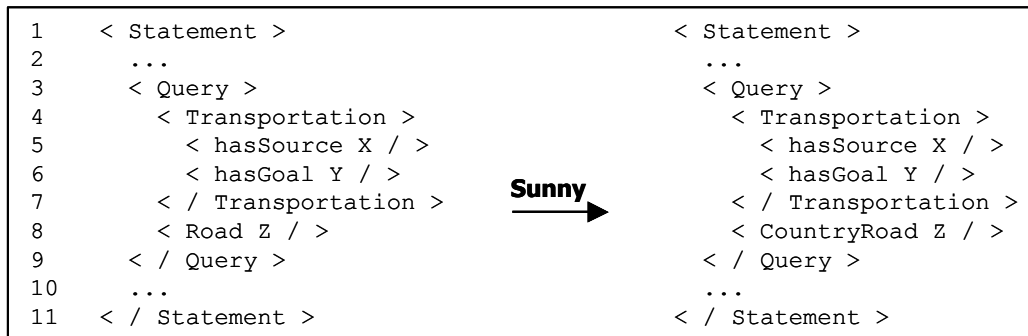 1 < Statement > < Statement >
2 ... ...
3 < Query > < Query >
4 < Transportation > < Transportation >
5 < hasSource X / > < hasSource X / >
6 < hasGoal Y / > < hasGoal Y / >
Sunny
7 < / Transportation > < / Transportation >
8 < Road Z / > < CountryRoad Z / >
9 < / Query > < / Query >
10 ... ...
11 < / Statement > < / Statement >